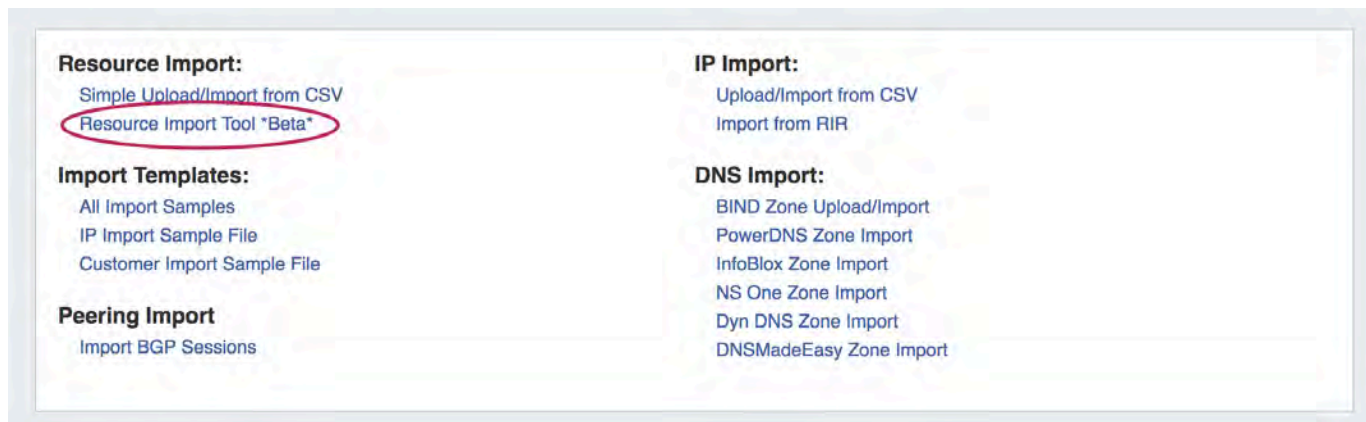 Resource Import:
Simple Upload/Import from CSV
Resource Import Tool *Beta*
Import Templates:
All Import Samples
IP Import Sample File
Customer Import Sample File
Peering Import
Import BGP Sessions
IP Import:
Upload/Import from CSV
Import from RIR
DNS Import:
BIND Zone Upload/Import
PowerDNS Zone Import
InfoBlox Zone Import
NS One Zone Import
Dyn DNS Zone Import
DNSMadeEasy Zone Import